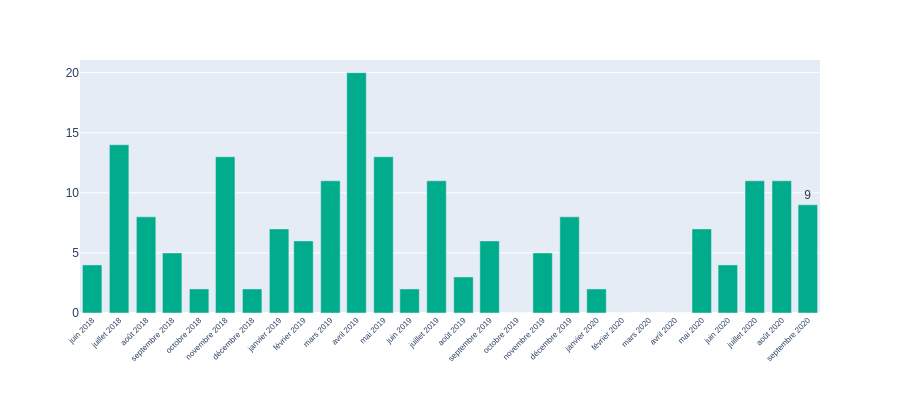 20
15
10
5
0
9
juin 2018
juillet 2018
août 2018
septembre 2018
octobre 2018
novembre 2018
décembre 2018
janvier 2019
février 2019
mars 2019
avril 2019
mai 2019
juin 2019
juillet 2019
août 2019
septembre 2019
octobre 2019
novembre 2019
décembre 2019
janvier 2020
février 2020
mars 2020
avril 2020
mai 2020
juin 2020
juillet 2020
août 2020
septembre 2020